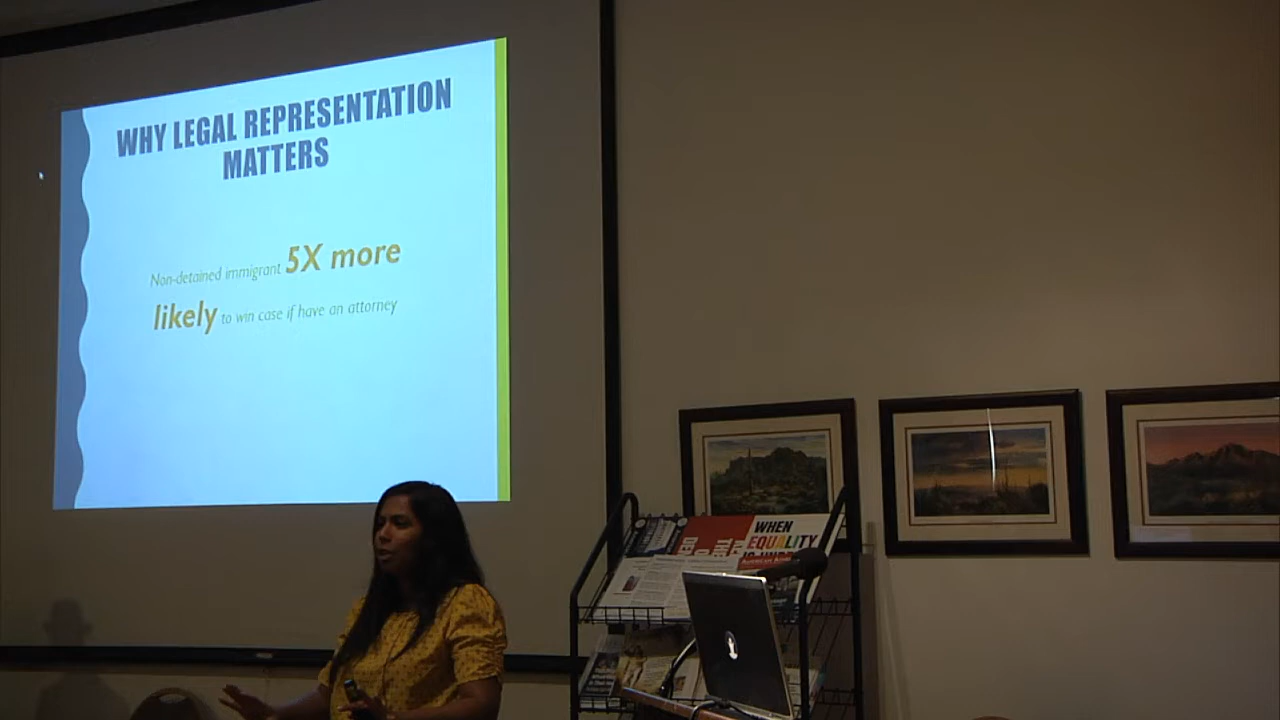 WHY LEGAL REPRESENTATION
MATTERS
Non-detained immigrant 5X more
likely to win case if have an attorney
WHEN
EQUALITY